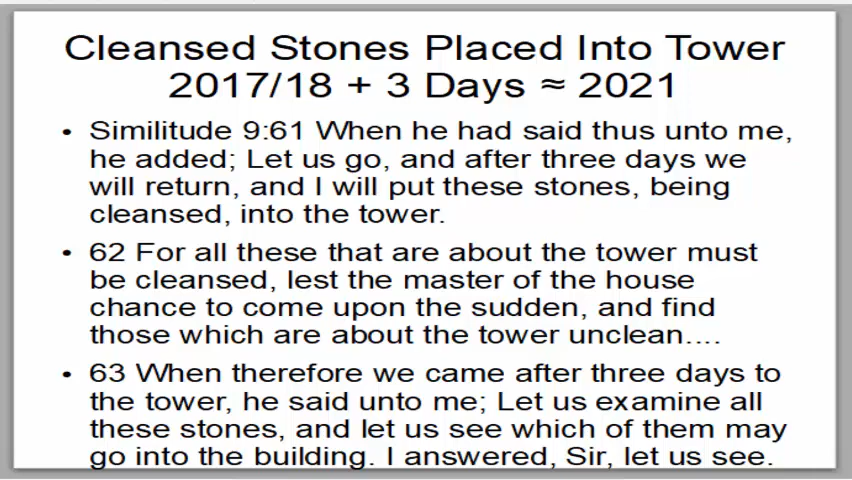 Cleansed Stones Placed Into Tower
2017/18 + 3 Days ≈ 2021
• Similitude 9:61 When he had said thus unto me,
he added; Let us go, and after three days we
will return, and I will put these stones, being
cleansed, into the tower.
• 62 For all these that are about the tower must
be cleansed, lest the master of the house
chance to come upon the sudden, and find
those which are about the tower unclean....
• 63 When therefore we came after three days to
the tower, he said unto me; Let us examine all
these stones, and let us see which of them may
go into the building. I answered, Sir, let us see.